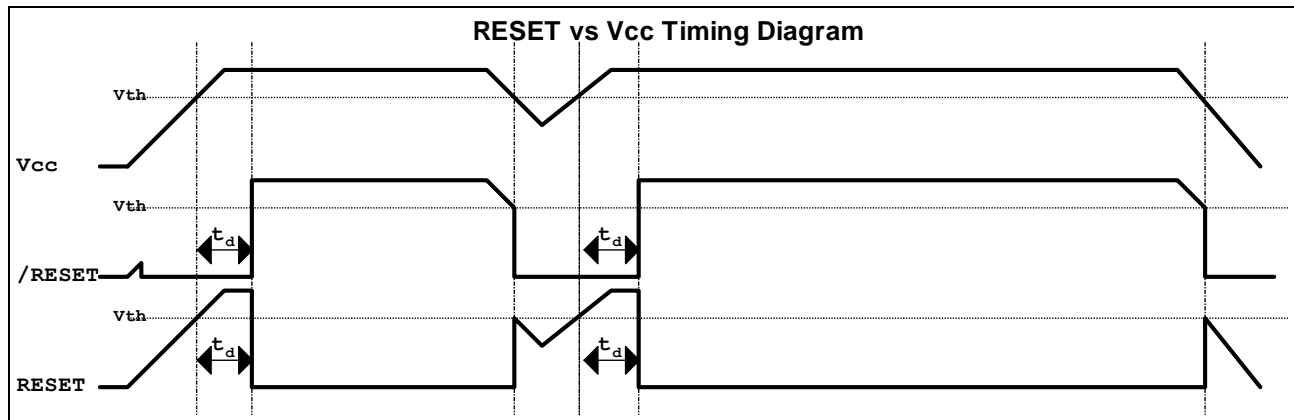 RESET vs Vcc Timing Diagram
Vth
Vcc
Vth
td td
/RESET
Vth
td td
RESET